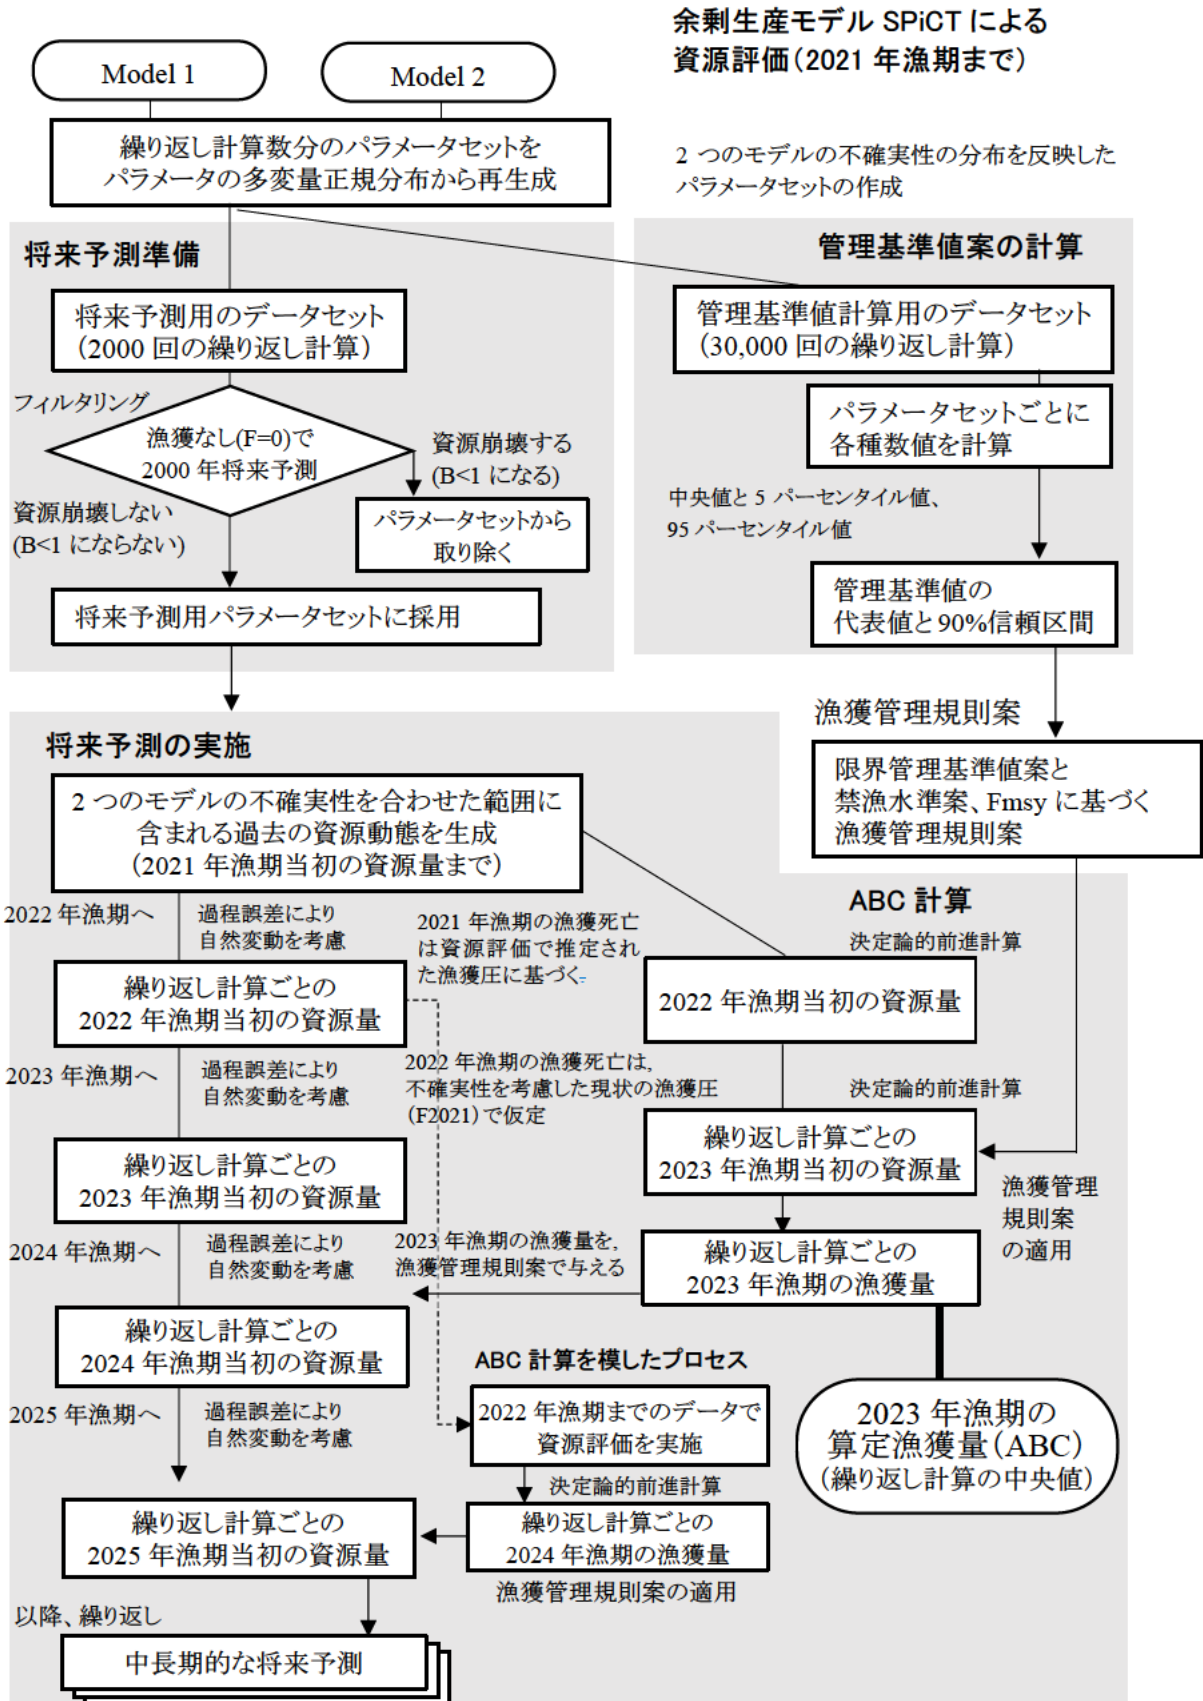 余剰生産モデル SPiCT による
資源評価(2021 年漁期まで)
Model 1
Model 2
繰り返し計算数分のパラメータセットを
パラメータの多変量正規分布から再生成
2 つのモデルの不確実性の分布を反映した
パラメータセットの作成
将来予測準備
将来予測用のデータセット
(2000 回の繰り返し計算)
フィルタリング
漁獲なし(F=0)で
2000 年将来予測
資源崩壊する
(B<1 になる)
資源崩壊しない
(B<1 にならない)
パラメータセットから
取り除く
将来予測用パラメータセットに採用
管理基準値案の計算
管理基準値計算用のデータセット
(30,000 回の繰り返し計算)
パラメータセットごとに
各種数値を計算
中央値と 5 パーセンタイル値、
95 パーセンタイル値
管理基準値の
代表値と90%信頼区間
漁獲管理規則案
限界管理基準値案と
禁漁水準案、Fmsy に基づく
漁獲管理規則案
将来予測の実施
2 つのモデルの不確実性を合わせた範囲に
含まれる過去の資源動態を生成
(2021 年漁期当初の資源量まで)
2022 年漁期へ
過程誤差により
自然変動を考慮
2021 年漁期の漁獲死亡
は資源評価で推定され
た漁獲圧に基づく.
ABC 計算
決定論的前進計算
繰り返し計算ごとの
2022 年漁期当初の資源量
2022 年漁期当初の資源量
2023 年漁期へ
過程誤差により
自然変動を考慮
2022 年漁期の漁獲死亡は,
不確実性を考慮した現状の漁獲圧
(F2021)で仮定
決定論的前進計算
繰り返し計算ごとの
2023 年漁期当初の資源量
繰り返し計算ごとの
2023 年漁期当初の資源量
漁獲管理
規則案
の適用
2024 年漁期へ
過程誤差により
自然変動を考慮
2023 年漁期の漁獲量を,
漁獲管理規則案で与える
繰り返し計算ごとの
2023 年漁期の漁獲量
繰り返し計算ごとの
2024 年漁期当初の資源量
ABC 計算を模したプロセス
2025 年漁期へ
過程誤差により
自然変動を考慮
2022 年漁期までのデータで
資源評価を実施
2023 年漁期の
算定漁獲量(ABC)
(繰り返し計算の中央値)
決定論的前進計算
繰り返し計算ごとの
2025 年漁期当初の資源量
繰り返し計算ごとの
2024 年漁期の漁獲量
漁獲管理規則案の適用
以降、繰り返し
中長期的な将来予測